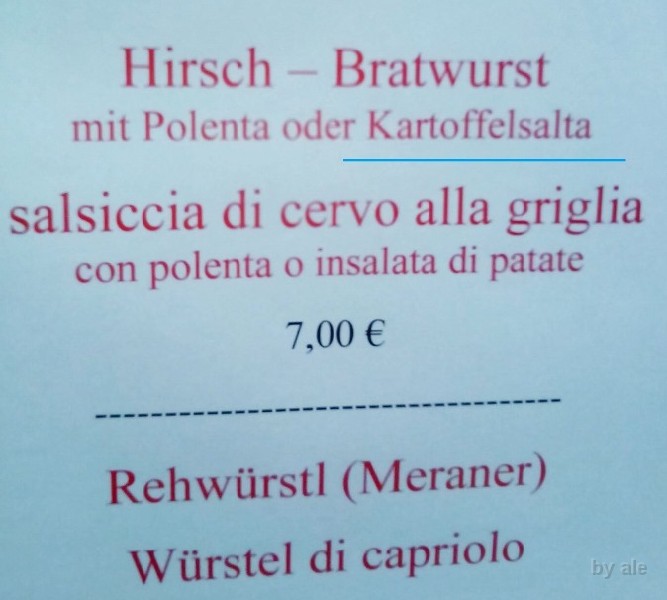 Hirsch – Bratwurst
mit Polenta oder Kartoffelsalta
salsiccia di cervo alla griglia
con polenta o insalata di patate
7,00 €
----------------------------------
Rehwürstl (Meraner)
Würstel di capriolo
by ale